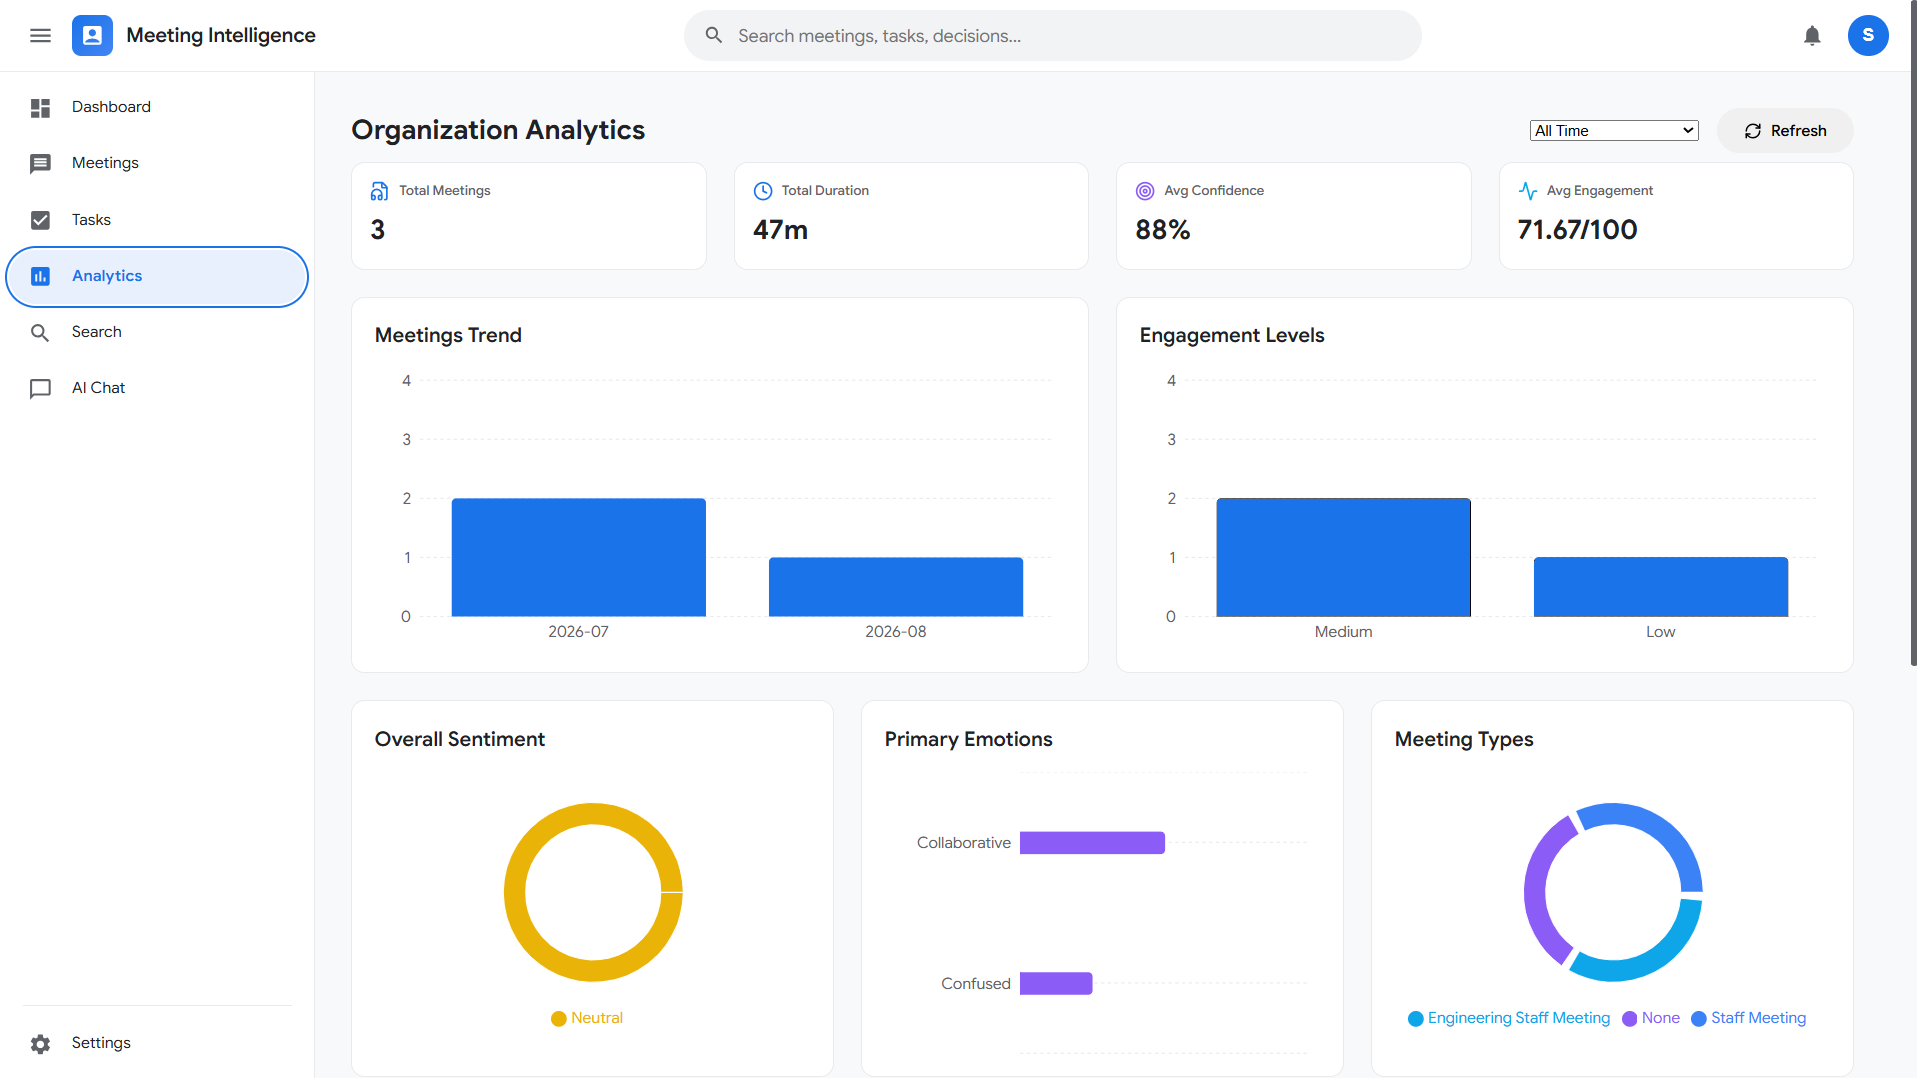 Meeting Intelligence
Search meetings, tasks, decisions...
S
Dashboard
Meetings
Tasks
Analytics
Search
AI Chat
Settings
Organization Analytics
All Time
Refresh
Total Meetings
3
Total Duration
47m
Avg Confidence
88%
Avg Engagement
71.67/100
Meetings Trend
4
3
2
1
0
2026-07
2026-08
Engagement Levels
4
3
2
1
0
Medium
Low
Overall Sentiment
Neutral
Primary Emotions
Collaborative
Confused
Meeting Types
Engineering Staff Meeting
None
Staff Meeting